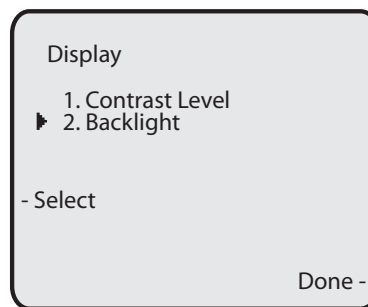 Display
1. Contrast Level
2. Backlight
- Select
Done -